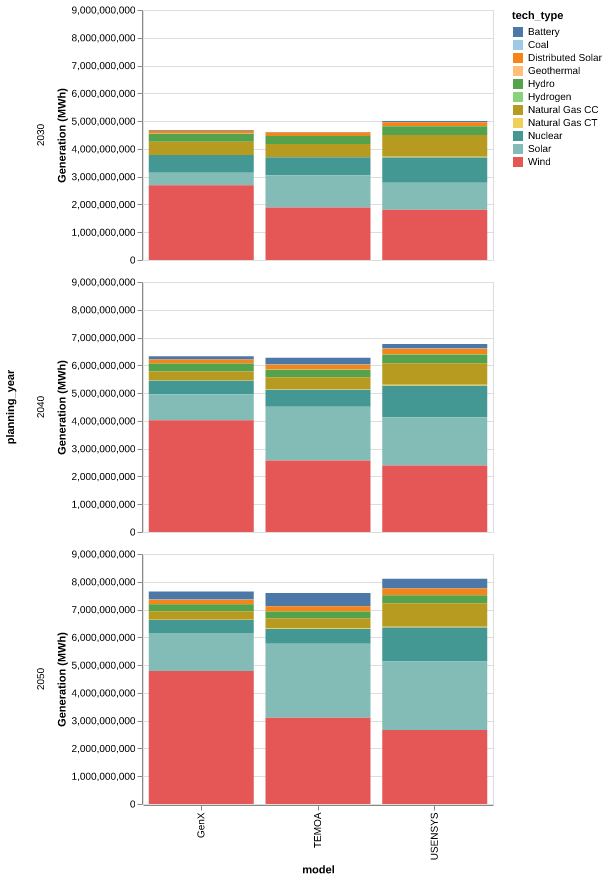 9,000,000,000
8,000,000,000
7,000,000,000
6,000,000,000
5,000,000,000
4,000,000,000
3,000,000,000
2,000,000,000
1,000,000,000
0
Generation (MWh)
2030
9,000,000,000
8,000,000,000
7,000,000,000
6,000,000,000
5,000,000,000
4,000,000,000
3,000,000,000
2,000,000,000
1,000,000,000
0
Generation (MWh)
2040
planning_year
9,000,000,000
8,000,000,000
7,000,000,000
6,000,000,000
5,000,000,000
4,000,000,000
3,000,000,000
2,000,000,000
1,000,000,000
0
Generation (MWh)
2050
GenX
TEMOA
USENSYS
model
tech_type
Battery
Coal
Distributed Solar
Geothermal
Hydro
Hydrogen
Natural Gas CC
Natural Gas CT
Nuclear
Solar
Wind